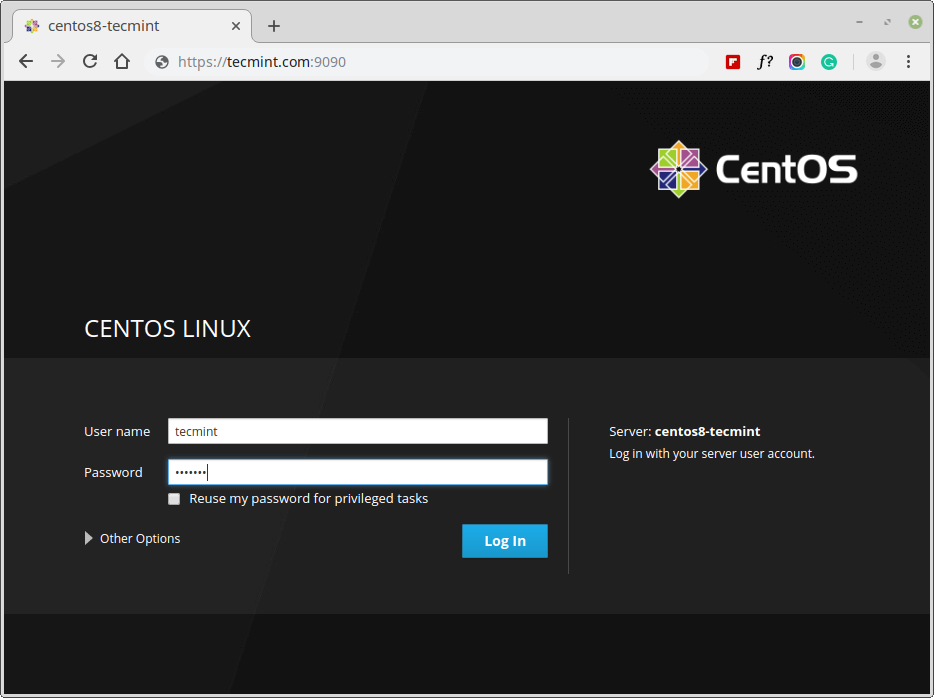 centos8-tecmint
https://tecmint.com:9090
f?
CentOS
CENTOS LINUX
User name tecmint
Password •••••••
Reuse my password for privileged tasks
Other Options
Log In
Server: centos8-tecmint
Log in with your server user account.